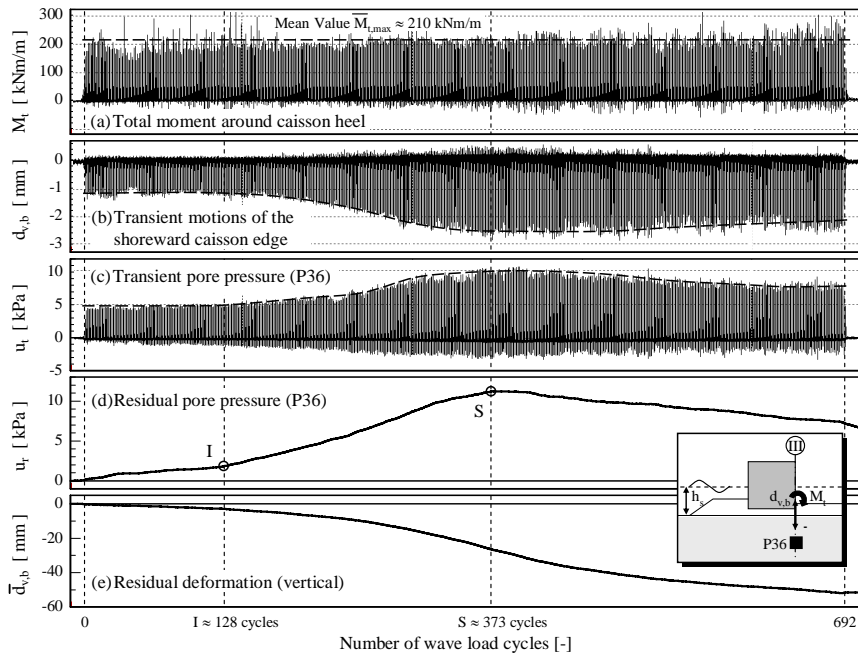 Mean Value M̅t,max ≈ 210 kNm/m
300
200
100
0
Mt [ kNm/m ]
(a) Total moment around caisson heel
0
-1
-2
-3
dv,b [ mm ]
(b) Transient motions of the
shoreward caisson edge
(c) Transient pore pressure (P36)
10
5
0
-5
ut [ kPa ]
(d) Residual pore pressure (P36)
10
5
0
ur [ kPa ]
I
S
III
hs
dv,b
Mt
-
P36
0
-20
-40
-60
d̅v,b [ mm ]
(e) Residual deformation (vertical)
0
I ≈ 128 cycles
S ≈ 373 cycles
692
Number of wave load cycles [-]